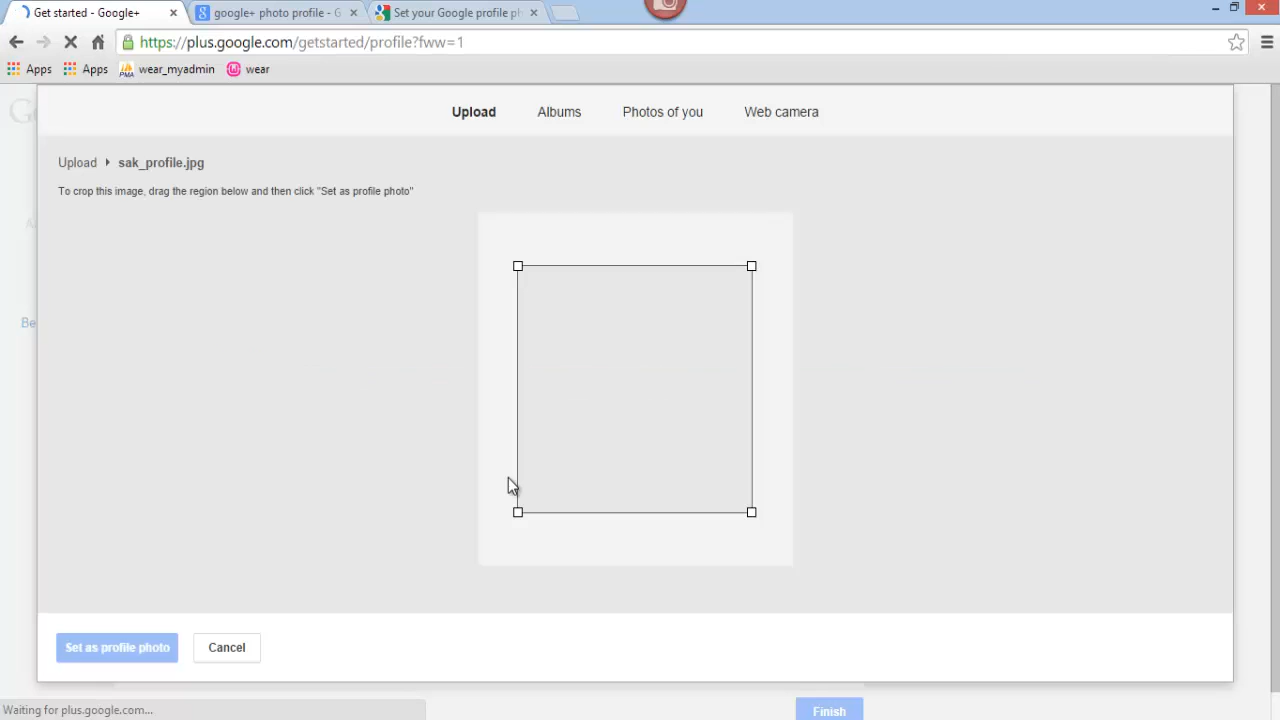 Get started - Google+
google+ photo profile - G
Set your Google profile ph
https://plus.google.com/getstarted/profile?fww=1
Apps
Apps
PMA
wear_myadmin
wear
Upload
Albums
Photos of you
Web camera
Upload
sak_profile.jpg
To crop this image, drag the region below and then click "Set as profile photo"
Be
Set as profile photo
Cancel
Waiting for plus.google.com...
Finish